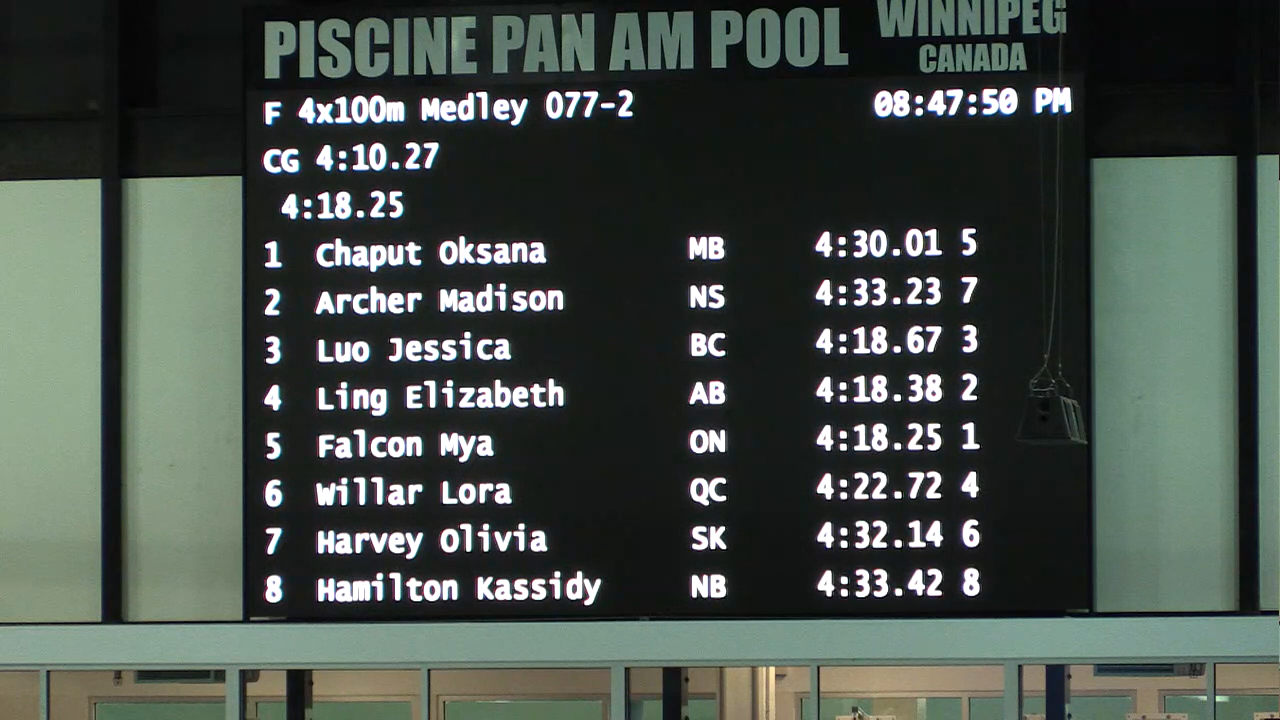 PISCINE PAN AM POOL WINNIPEG
CANADA
F 4x100m Medley 077-2 08:47:50 PM
CG 4:10.27
4:18.25
1 Chaput Oksana MB 4:30.01 5
2 Archer Madison NS 4:33.23 7
3 Luo Jessica BC 4:18.67 3
4 Ling Elizabeth AB 4:18.38 2
5 Falcon Mya ON 4:18.25 1
6 Willar Lora QC 4:22.72 4
7 Harvey Olivia SK 4:32.14 6
8 Hamilton Kassidy NB 4:33.42 8